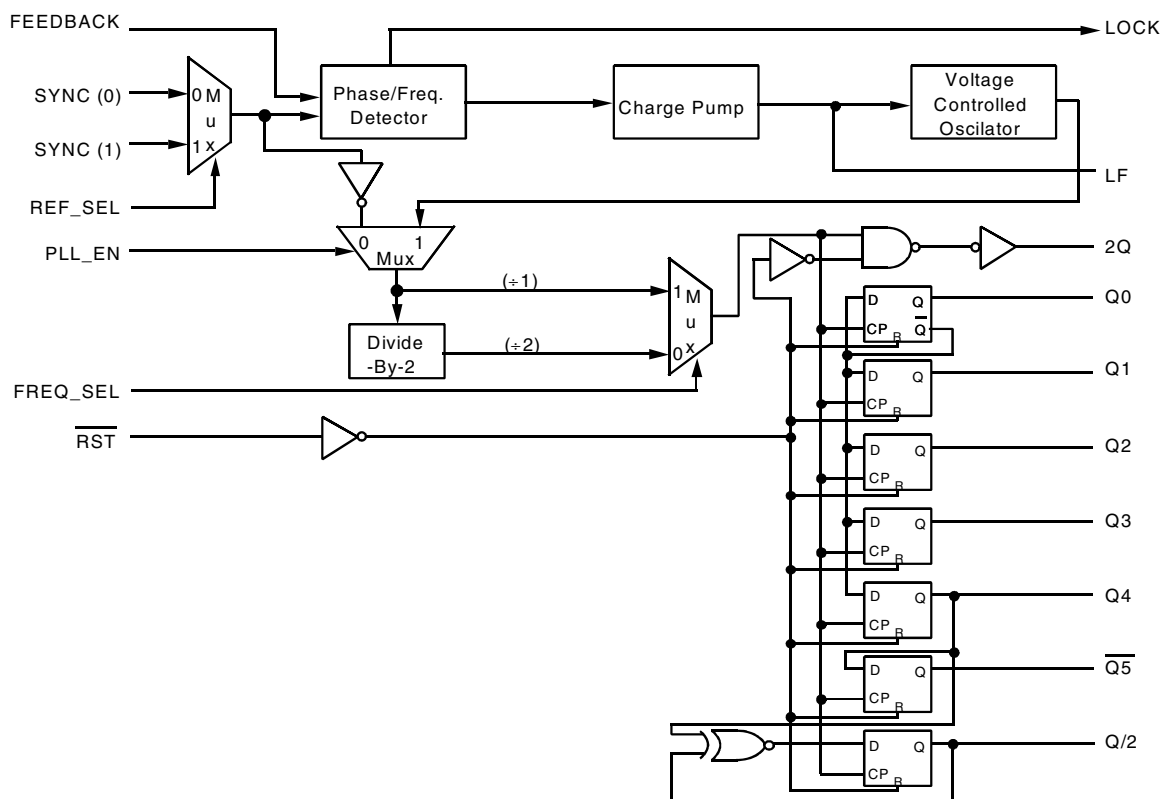 FEEDBACK
LOCK
SYNC (0)
SYNC (1)
REF_SEL
PLL_EN
0 M
u
1 x
Phase/Freq.
Detector
Charge Pump
Voltage
Controlled
Oscilator
LF
0 1
Mux
(÷1)
(÷2)
Divide
-By-2
1 M
u
0 x
FREQ_SEL
RST
2Q
D Q
CP R Q
Q0
D Q
CP R
Q1
D Q
CP R
Q2
D Q
CP R
Q3
D Q
CP R
Q4
D Q
CP R
Q5
D Q
CP R
Q/2